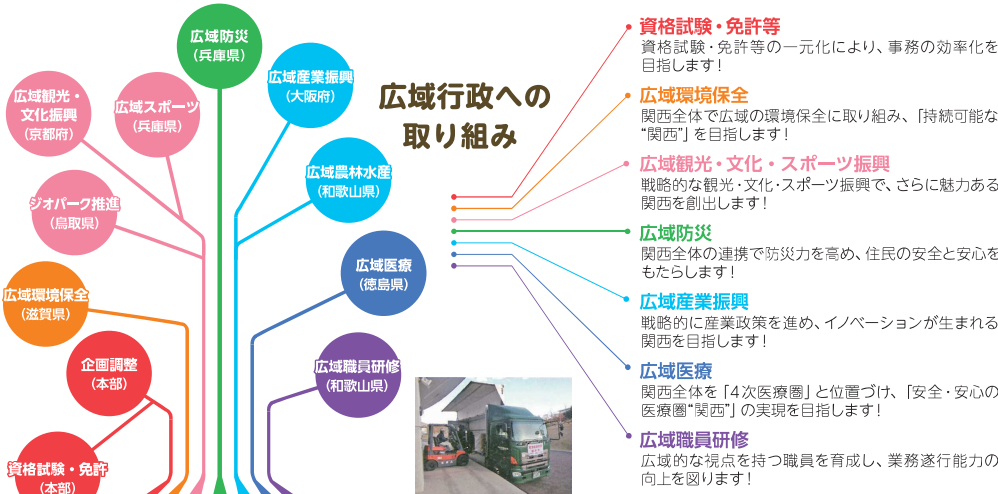 広域防災
（兵庫県）
広域産業振興
（大阪府）
広域観光・
文化振興
（京都府）
広域スポーツ
（兵庫県）
広域農林水産
（和歌山県）
ジオパーク推進
（鳥取県）
広域医療
（徳島県）
広域環境保全
（滋賀県）
企画調整
（本部）
広域職員研修
（和歌山県）
資格試験・免許
（本部）
広域行政への
取り組み
資格試験・免許等
資格試験・免許等の一元化により、事務の効率化を
目指します！
広域環境保全
関西全体で広域の環境保全に取り組み、「持続可能な
“関西”」を目指します！
広域観光・文化・スポーツ振興
戦略的な観光・文化・スポーツ振興で、さらに魅力ある
関西を創出します！
広域防災
関西全体の連携で防災力を高め、住民の安全と安心を
もたらします！
広域産業振興
戦略的に産業政策を進め、イノベーションが生まれる
関西を目指します！
広域医療
関西全体を「4次医療圏」と位置づけ、「安全・安心の
医療圏“関西”」の実現を目指します！
広域職員研修
広域的な視点を持つ職員を育成し、業務遂行能力の
向上を図ります！